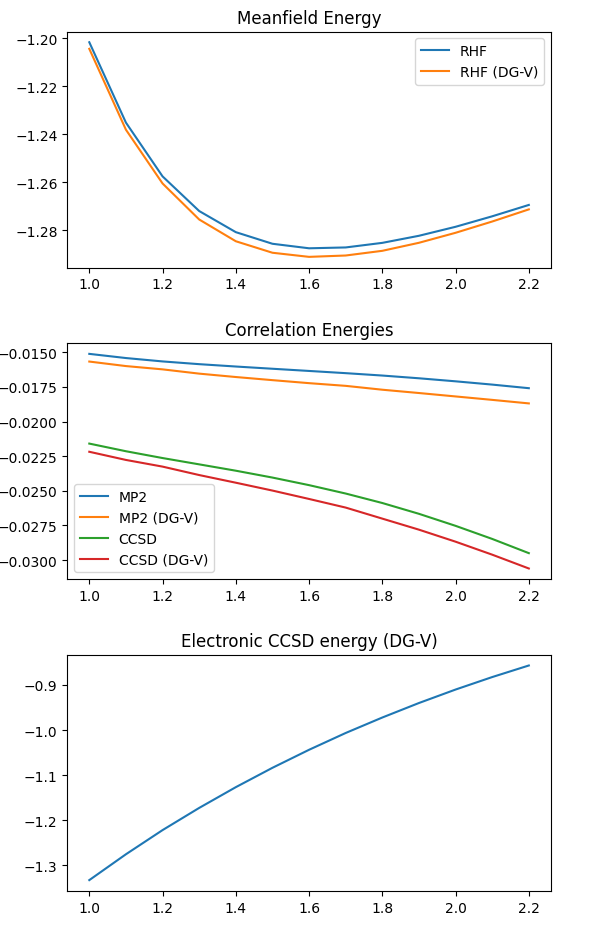 Meanfield Energy
−1.20
−1.22
−1.24
−1.26
−1.28
RHF
RHF (DG-V)
1.0 1.2 1.4 1.6 1.8 2.0 2.2
Correlation Energies
−0.0150
−0.0175
−0.0200
−0.0225
−0.0250
−0.0275
−0.0300
MP2
MP2 (DG-V)
CCSD
CCSD (DG-V)
1.0 1.2 1.4 1.6 1.8 2.0 2.2
Electronic CCSD energy (DG-V)
−0.9
−1.0
−1.1
−1.2
−1.3
1.0 1.2 1.4 1.6 1.8 2.0 2.2